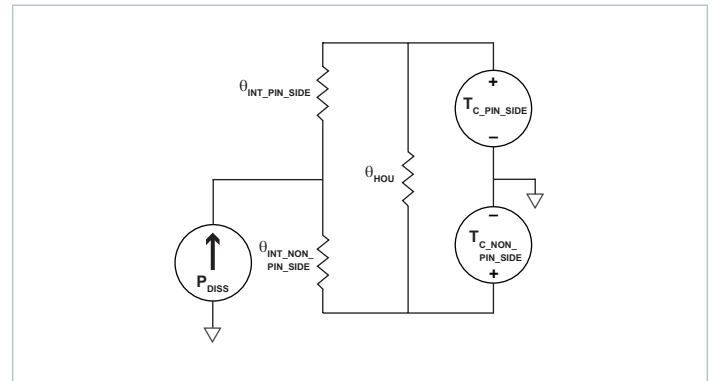 θINT_PIN_SIDE
+
TC_PIN_SIDE
−
θHOU
−
TC_NON_
PIN_SIDE
+
θINT_NON_
PIN_SIDE
PDISS